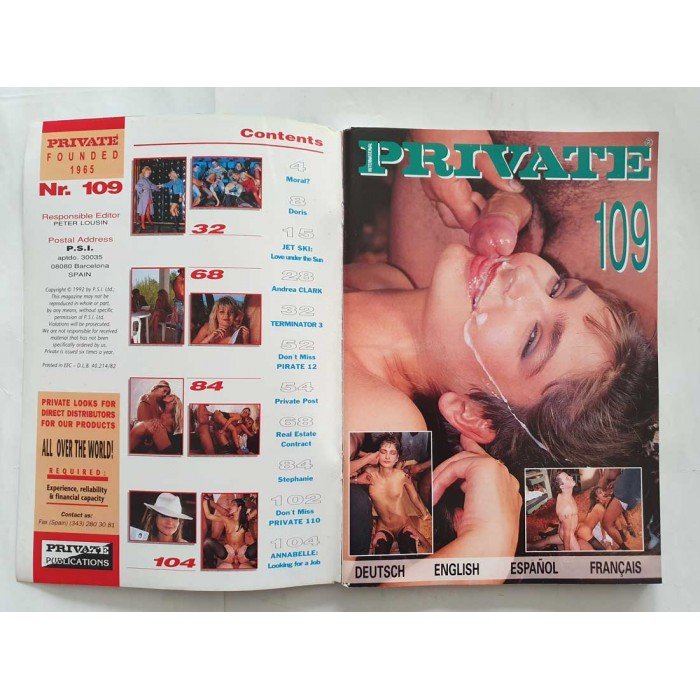 PRIVATE
FOUNDED
1965
Nr. 109
Responsible Editor
PETER LOUSIN
Postal Address
P.S.I.
aptdo. 30035
08080 Barcelona
SPAIN
Copyright © 1992 by P.S.I. Ltd.,
This magazine may not be
reproduced in whole or part,
by any means, without specific
permission of P.S.I. Ltd.
Violations will be prosecuted.
We are not responsible for received
material that has not been
specifically ordered by us.
Private is issued six times a year.
Printed in EEC - D.L.B. 40.214/82
PRIVATE LOOKS FOR
DIRECT DISTRIBUTORS
FOR OUR PRODUCTS
ALL OVER THE WORLD!
REQUIRED:
Experience, reliability
& financial capacity
Contact us:
Fax (Spain) (343) 280 30 81
PRIVATE
PUBLICATIONS
Contents
32
68
84
104
4
Moral?
8
Doris
15
JET SKI:
Love under the Sun
28
Andrea CLARK
32
TERMINATOR 3
52
Don't Miss
PIRATE 12
54
Private Post
68
Real Estate
Contract
84
Stephanie
102
Don't Miss
PRIVATE 110
104
ANNABELLE:
Looking for a Job
INTERNATIONAL
PRIVATE
®
109
DEUTSCH ENGLISH ESPAÑOL FRANÇAIS